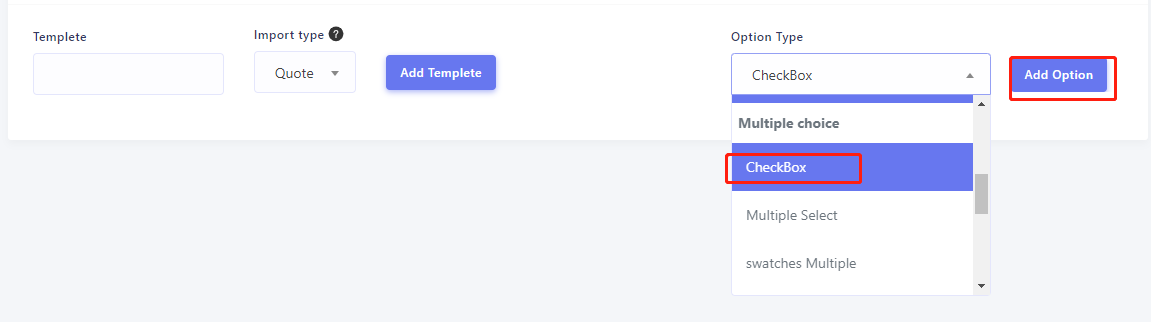 Templete
Import type ?
Option Type
Quote
Add Templete
CheckBox
Add Option
Multiple choice
CheckBox
Multiple Select
swatches Multiple